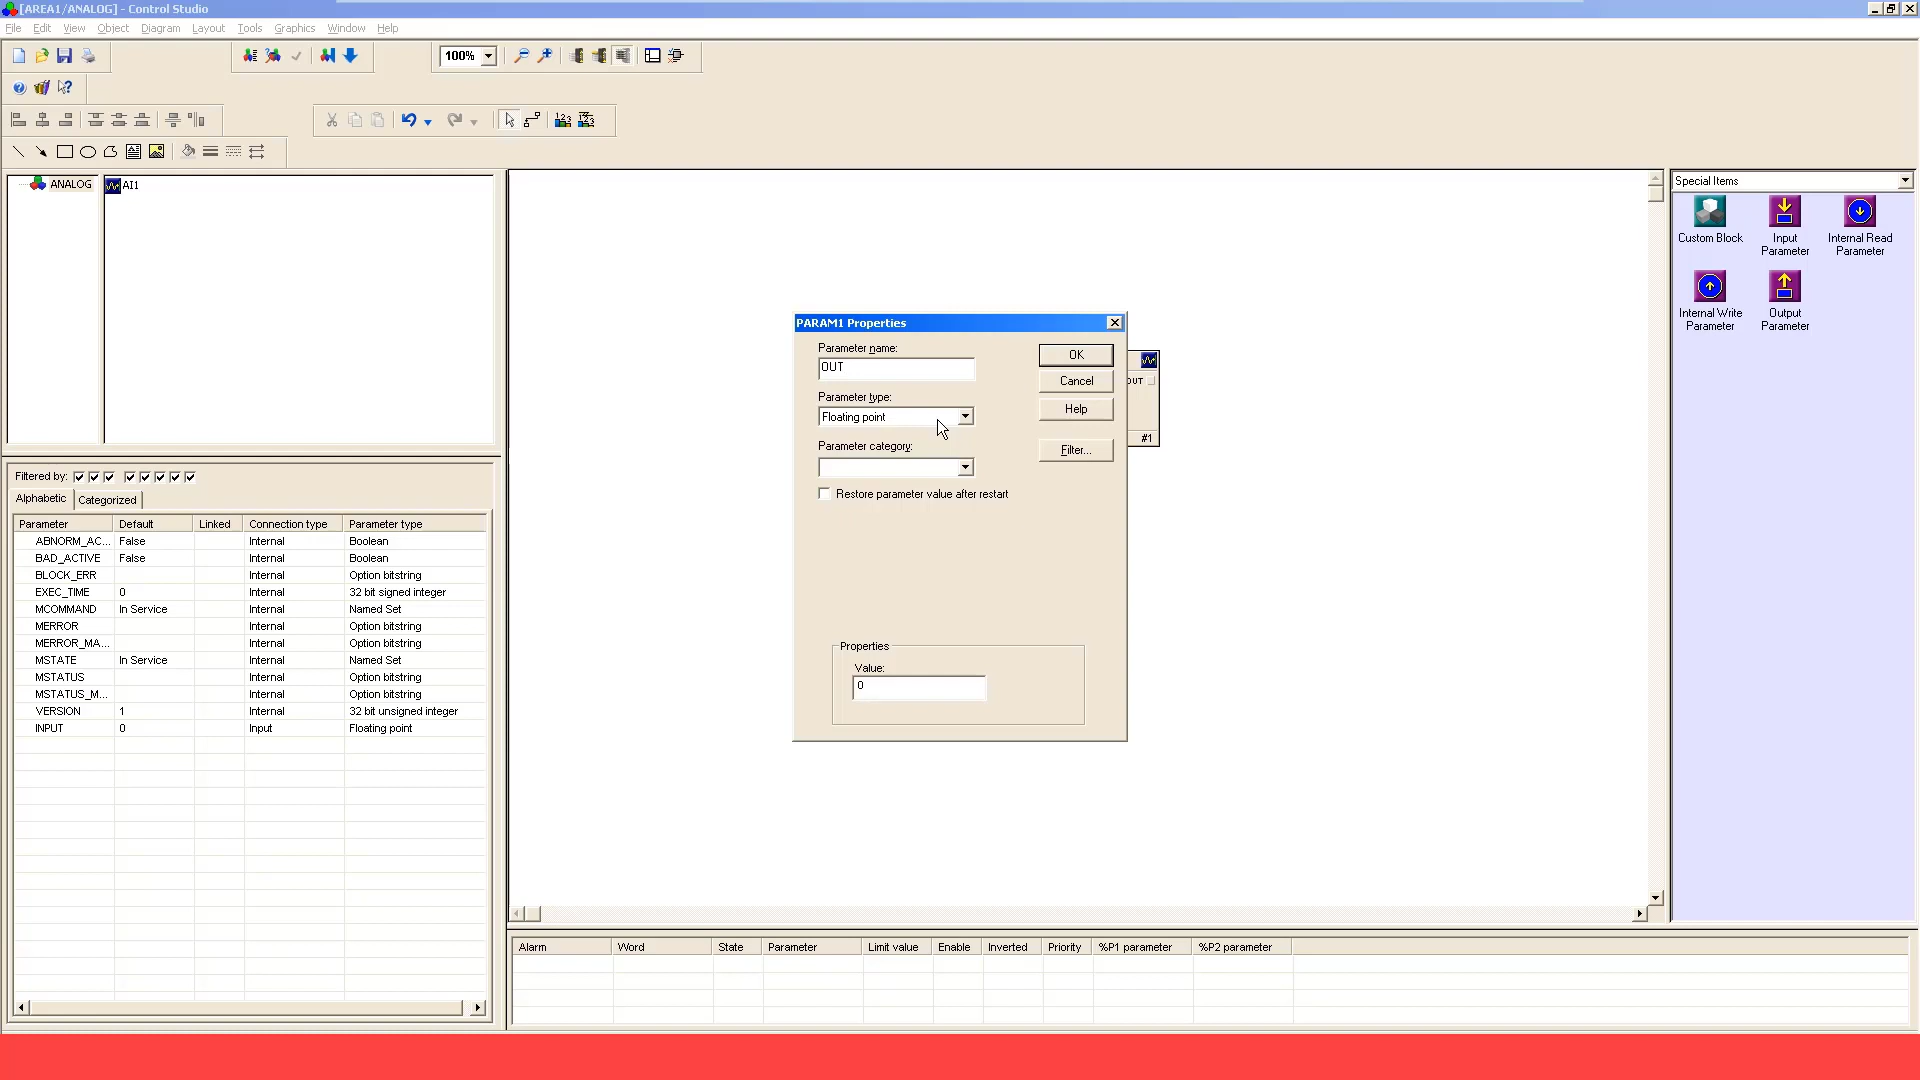 [AREA1/ANALOG] - Control Studio
File Edit View Object Diagram Layout Tools Graphics Window Help
100%
ANALOG
AI1
Special Items
Custom Block
Input Parameter
Internal Read Parameter
Internal Write Parameter
Output Parameter
PARAM1 Properties
Parameter name:
OUT
Parameter type:
Floating point
Parameter category:
Restore parameter value after restart
OK
Cancel
Help
Filter...
Properties
Value:
0
OUT
#1
Filtered by:
Alphabetic Categorized
Parameter Default Linked Connection type Parameter type
ABNORM_AC... False Internal Boolean
BAD_ACTIVE False Internal Boolean
BLOCK_ERR Internal Option bitstring
EXEC_TIME 0 Internal 32 bit signed integer
MCOMMAND In Service Internal Named Set
MERROR Internal Option bitstring
MERROR_MA... Internal Option bitstring
MSTATE In Service Internal Named Set
MSTATUS Internal Option bitstring
MSTATUS_M... Internal Option bitstring
VERSION 1 Internal 32 bit unsigned integer
INPUT 0 Input Floating point
Alarm Word State Parameter Limit value Enable Inverted Priority %P1 parameter %P2 parameter